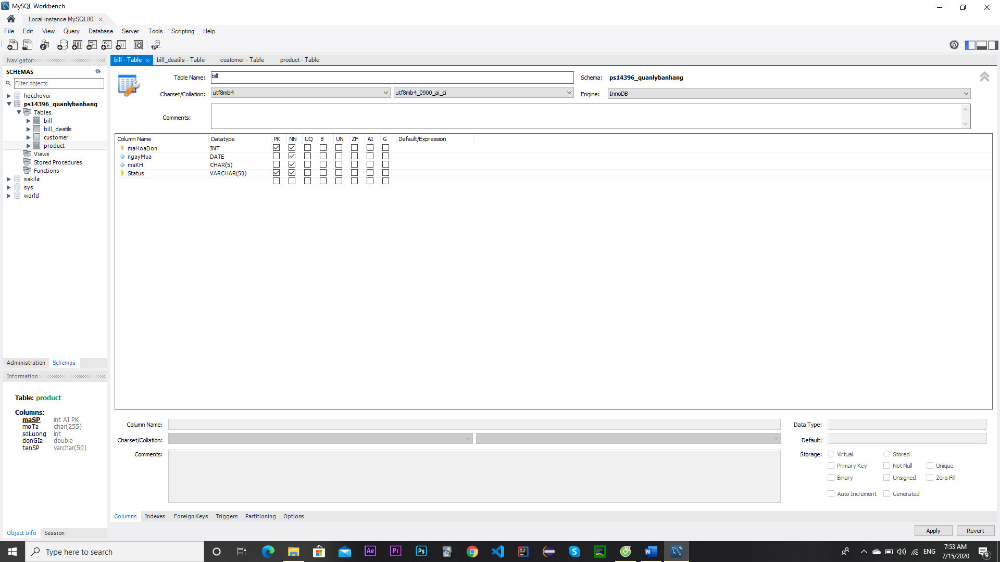 MySQL Workbench
Local instance MySQL80
File Edit View Query Database Server Tools Scripting Help
Navigator
SCHEMAS
Filter objects
hocchovui
ps14396_quanlybanhang
Tables
bill
bill_deatils
customer
product
Views
Stored Procedures
Functions
sakila
sys
world
Administration Schemas
Information
Table: product
Columns:
maSP int AI PK
moTa char(255)
soLuong int
donGIa double
tenSP varchar(50)
Object Info Session
bill - Table bill_deatils - Table customer - Table product - Table
Table Name: bill Schema: ps14396_quanlybanhang
Charset/Collation: utf8mb4 utf8mb4_0900_ai_ci Engine: InnoDB
Comments:
Column Name Datatype PK NN UQ B UN ZF AI G Default/Expression
maHoaDon INT
ngayMua DATE
maKH CHAR(5)
Status VARCHAR(50)
Column Name: Data Type:
Charset/Collation: Default:
Comments: Storage: Virtual Stored
Primary Key Not Null Unique
Binary Unsigned Zero Fill
Auto Increment Generated
Columns Indexes Foreign Keys Triggers Partitioning Options
Apply Revert
Type here to search
Ae Pr Ps
ENG
7:53 AM
7/15/2020
9